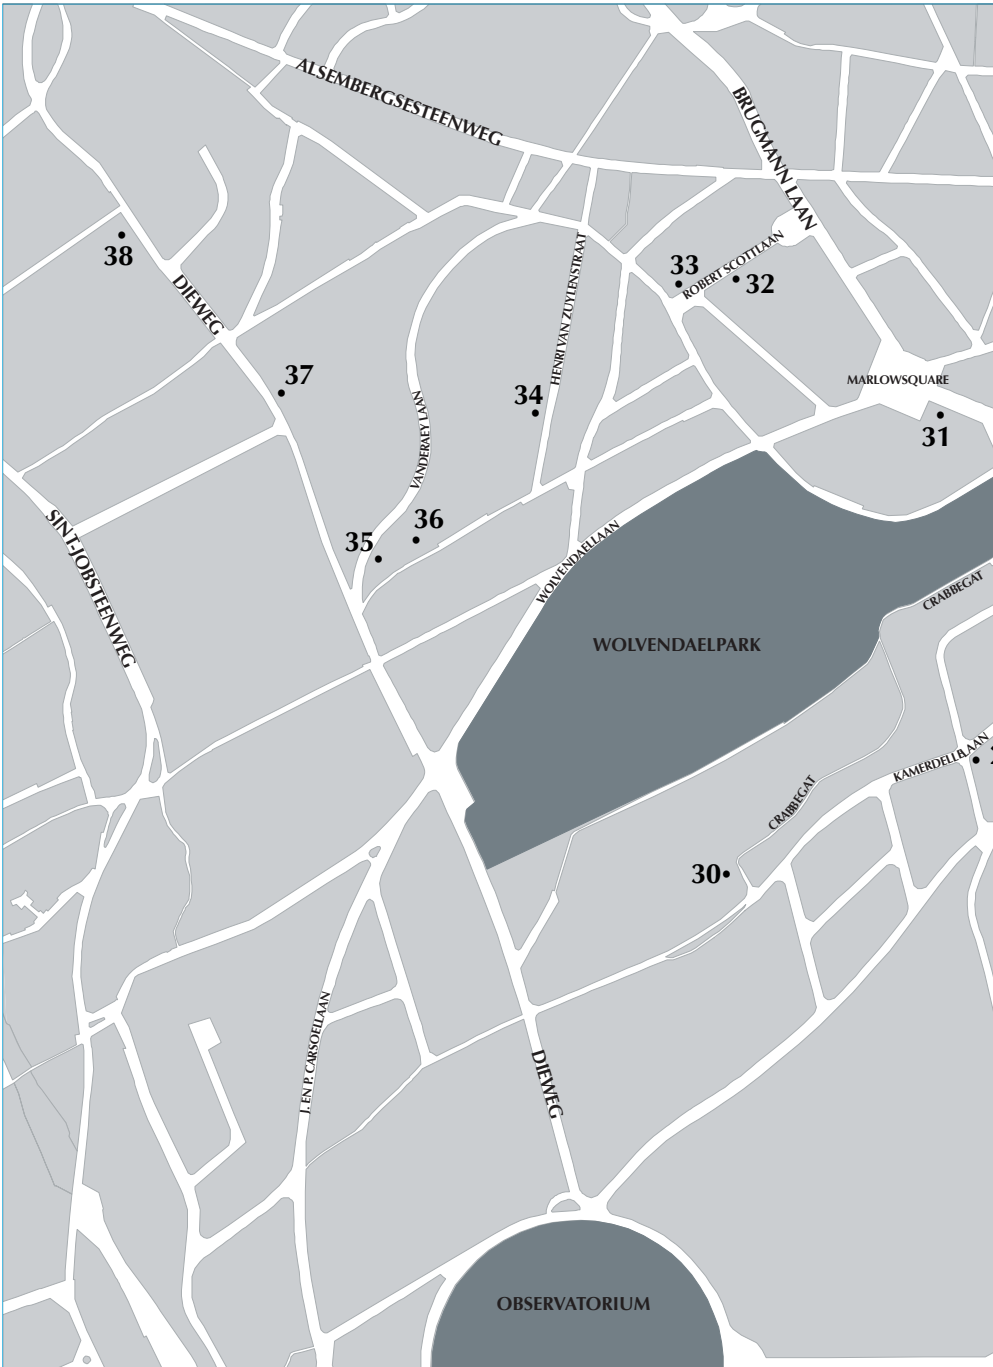 ALSEMBERGSESTEENWEG
BRUGMANN LAAN
38
DIEWEG
HENRI VAN ZUYLENSTRAAT
33
ROBERT SCOTTLAAN
32
37
MARLOWSQUARE
34
VANDERAEY LAAN
31
SINT-JOBSTEENWEG
36
35
WOLVENDAELLAAN
CRABBEGAT
WOLVENDAELPARK
KAMERDELLELAAN
CRABBEGAT
30
J. EN P. CARSOELLAAN
DIEWEG
OBSERVATORIUM